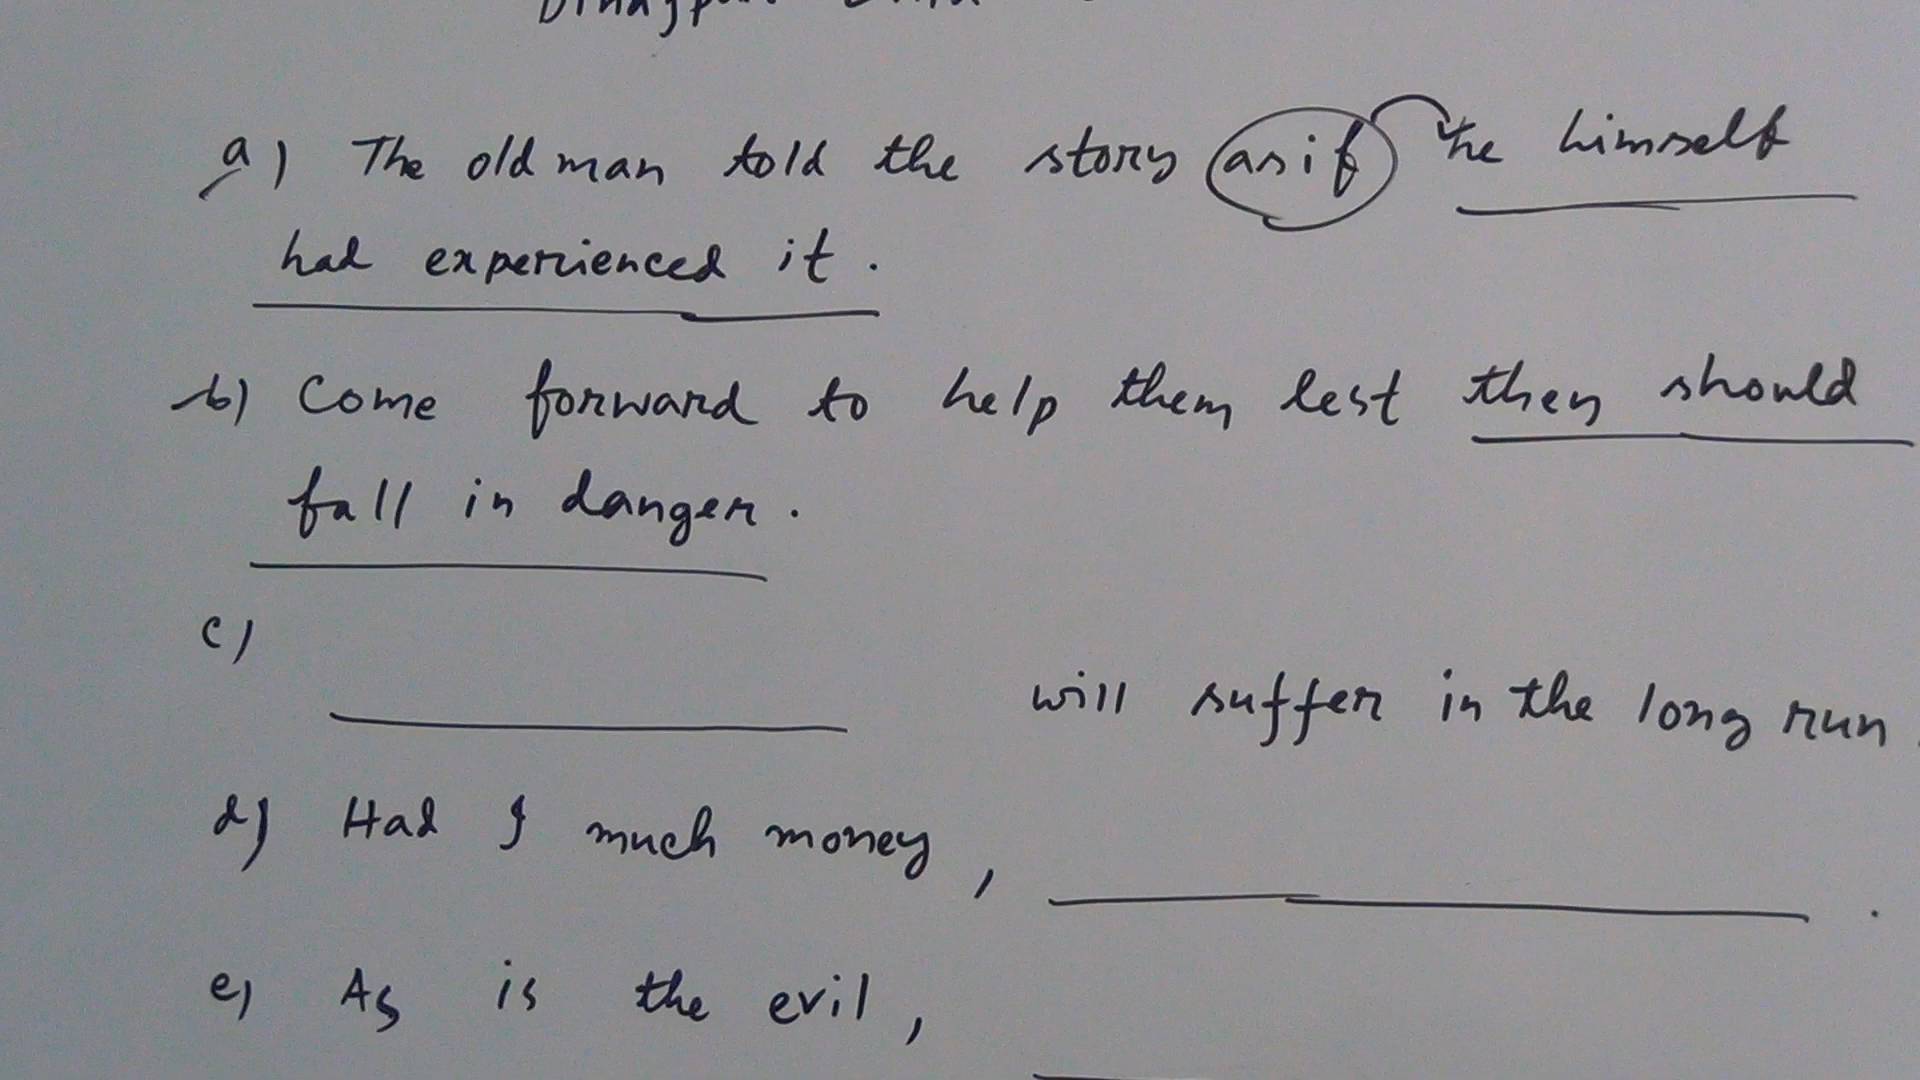 a) The old man told the story as if he himself
had experienced it.
b) Come forward to help them lest they should
fall in danger.
c) will suffer in the long run.
d) Had I much money, .
e) As is the evil,